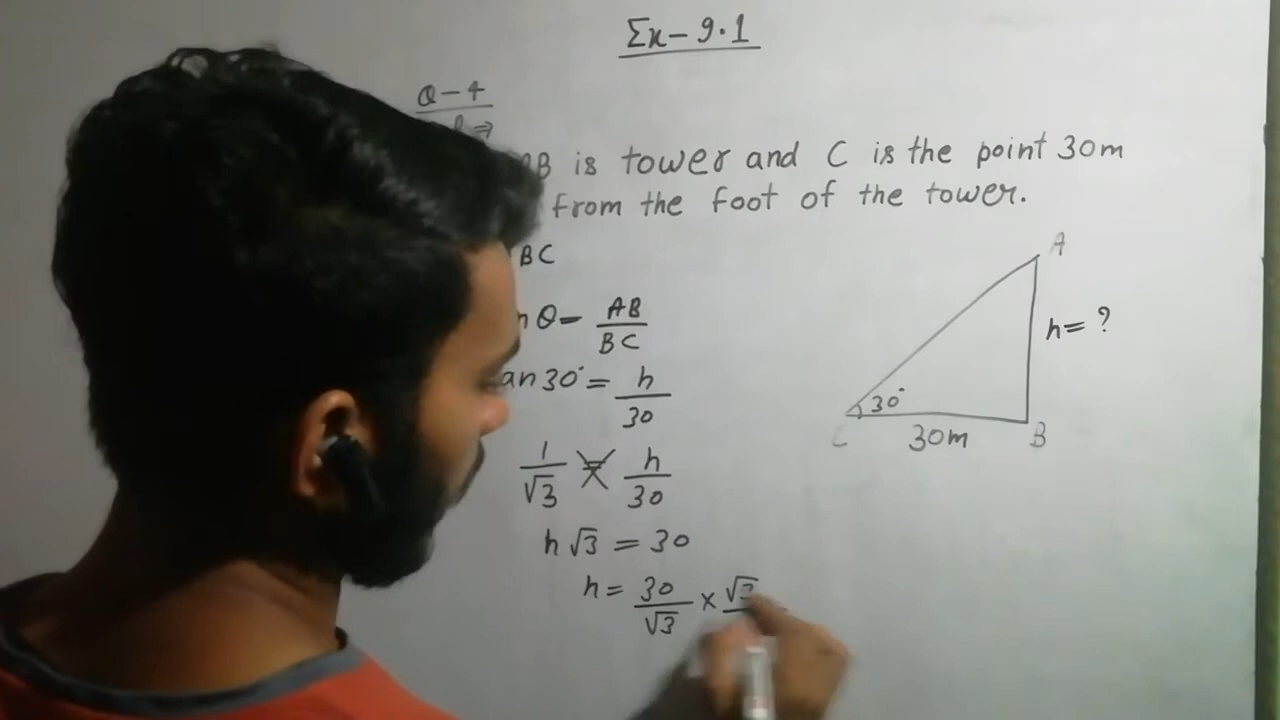 Ex-9.1
Q-4
B is tower and C is the point 30m
from the foot of the tower.
BC
θ = AB/BC
an 30° = h/30
1/√3 = h/30
h√3 = 30
h = 30/√3 × √3
A
h = ?
30°
C 30m B